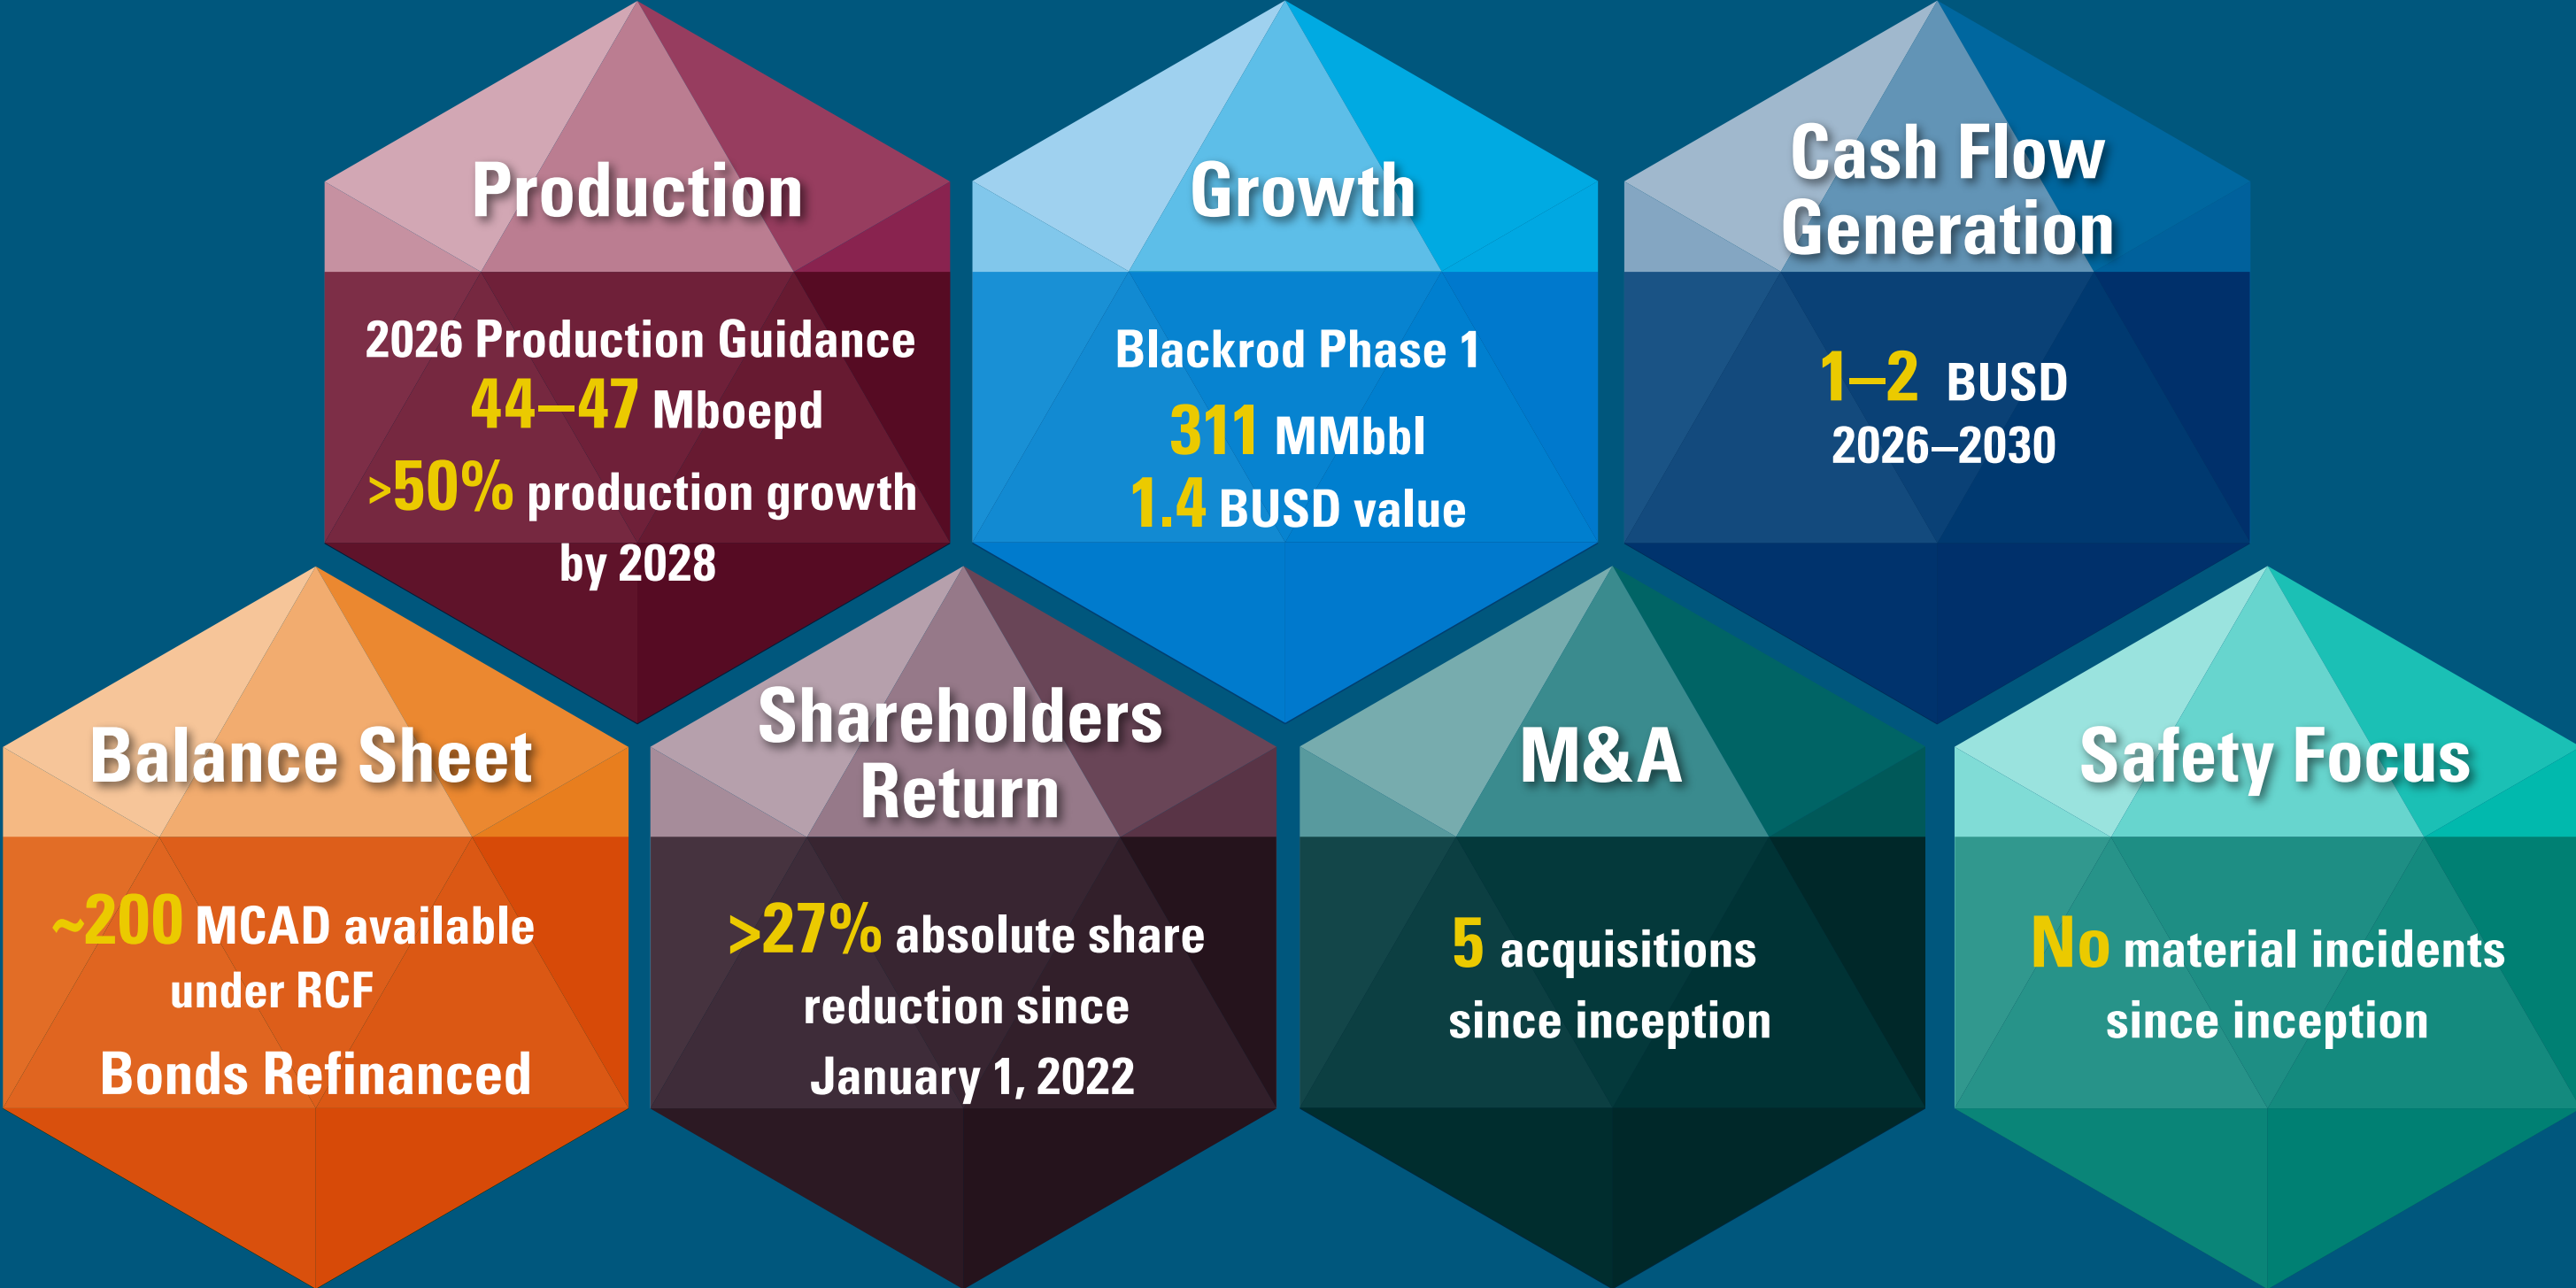 Production
2026 Production Guidance
44–47 Mboepd
>50% production growth
by 2028
Growth
Blackrod Phase 1
311 MMbbl
1.4 BUSD value
Cash Flow
Generation
1–2 BUSD
2026–2030
Balance Sheet
~200 MCAD available
under RCF
Bonds Refinanced
Shareholders
Return
>27% absolute share
reduction since
January 1, 2022
M&A
5 acquisitions
since inception
Safety Focus
No material incidents
since inception